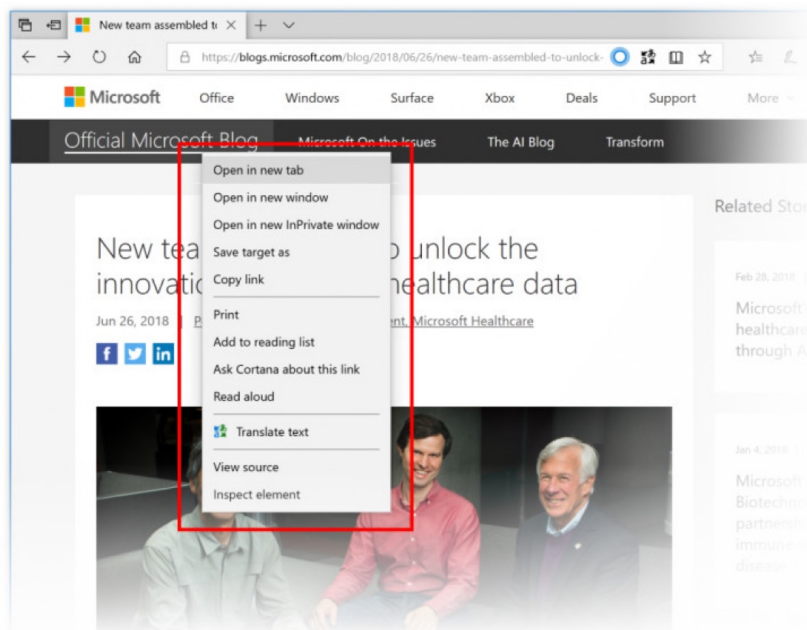 New team assembled t
https://blogs.microsoft.com/blog/2018/06/26/new-team-assembled-to-unlock-
Microsoft Office Windows Surface Xbox Deals Support More
Official Microsoft Blog Microsoft On the Issues The AI Blog Transform
Open in new tab
Open in new window
Open in new InPrivate window
Save target as
Copy link
Print
Add to reading list
Ask Cortana about this link
Read aloud
Translate text
View source
Inspect element
New tea o unlock the
innovatio healthcare data
Jun 26, 2018 | P ent, Microsoft Healthcare
f in
Related Sto
Feb 28, 2018
Microsoft
healthcare
through A
Jan 4, 2018
Microsoft
Biotechno
partnersh
immune
disease